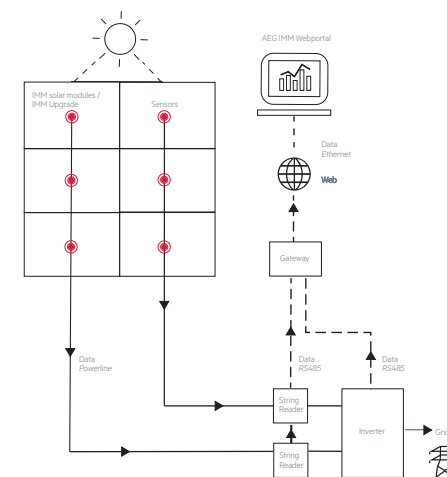 AEG IMM Webportal
IMM solar modules /
IMM Upgrade
Sensors
Data
Ethernet
Web
Gateway
Data
Powerline
Data
RS485
Data
RS485
String
Reader
Inverter
String
Reader